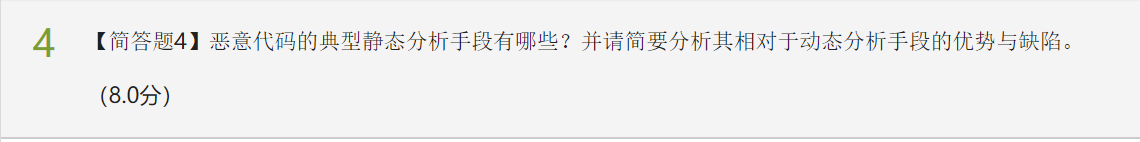 4 【简答题4】恶意代码的典型静态分析手段有哪些？并请简要分析其相对于动态分析手段的优势与缺陷。
(8.0分)